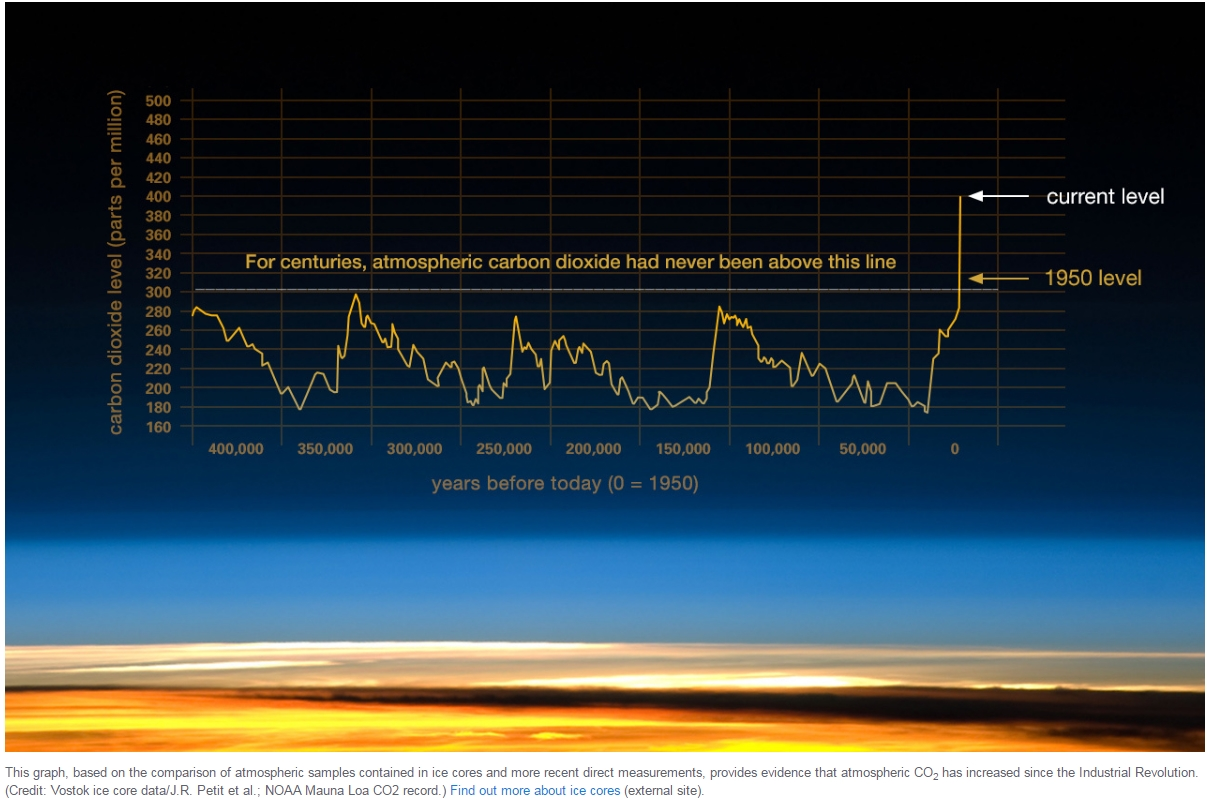 carbon dioxide level (parts per million)
500
480
460
440
420
400
380
360
340
320
300
280
260
240
220
200
180
160
current level
For centuries, atmospheric carbon dioxide had never been above this line
1950 level
400,000 350,000 300,000 250,000 200,000 150,000 100,000 50,000 0
years before today (0 = 1950)
This graph, based on the comparison of atmospheric samples contained in ice cores and more recent direct measurements, provides evidence that atmospheric CO2 has increased since the Industrial Revolution.
(Credit: Vostok ice core data/J.R. Petit et al.; NOAA Mauna Loa CO2 record.) Find out more about ice cores (external site).